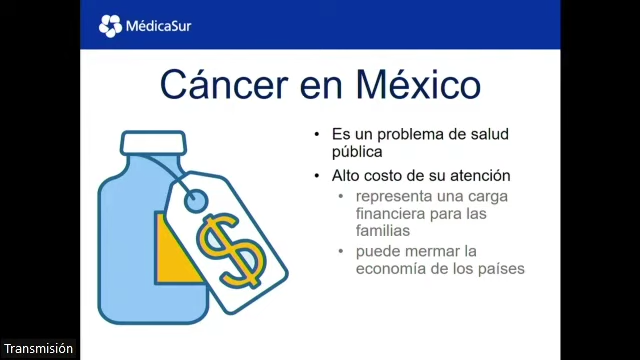 MédicaSur
Cáncer en México
• Es un problema de salud
pública
• Alto costo de su atención
• representa una carga
financiera para las
familias
• puede mermar la
economía de los países
$
Transmisión